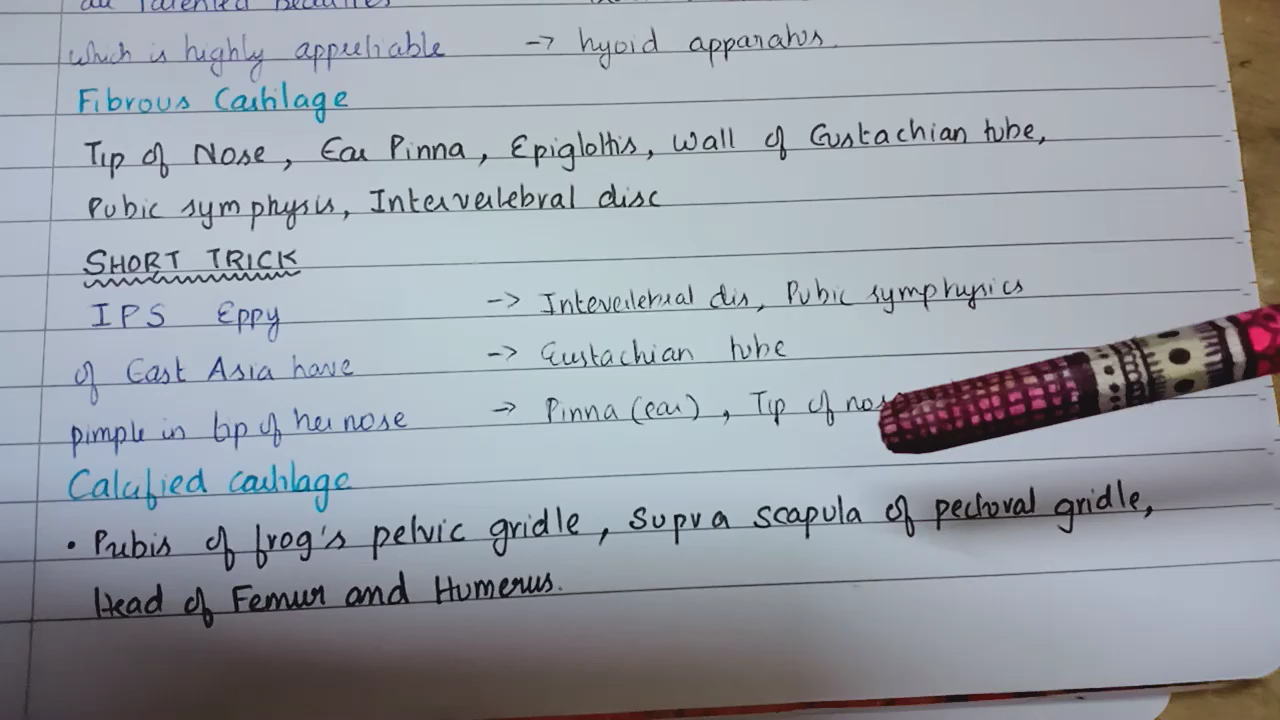 which is highly appreliable -> hyoid apparatus.
Fibrous Cartilage
Tip of Nose, Ear Pinna, Epiglottis, Wall of Eustachian tube,
Pubic symphysis, Intervertebral disc
SHORT TRICK
IPS Eppy -> Intervertebral dis, Pubic symphysics
of East Asia have -> Eustachian tube
pimple in tip of her nose -> Pinna (ear), Tip of nose
Calcified cartilage
• Pubis of frog's pelvic gridle, Supra scapula of pectoral gridle,
Head of Femur and Humerus.